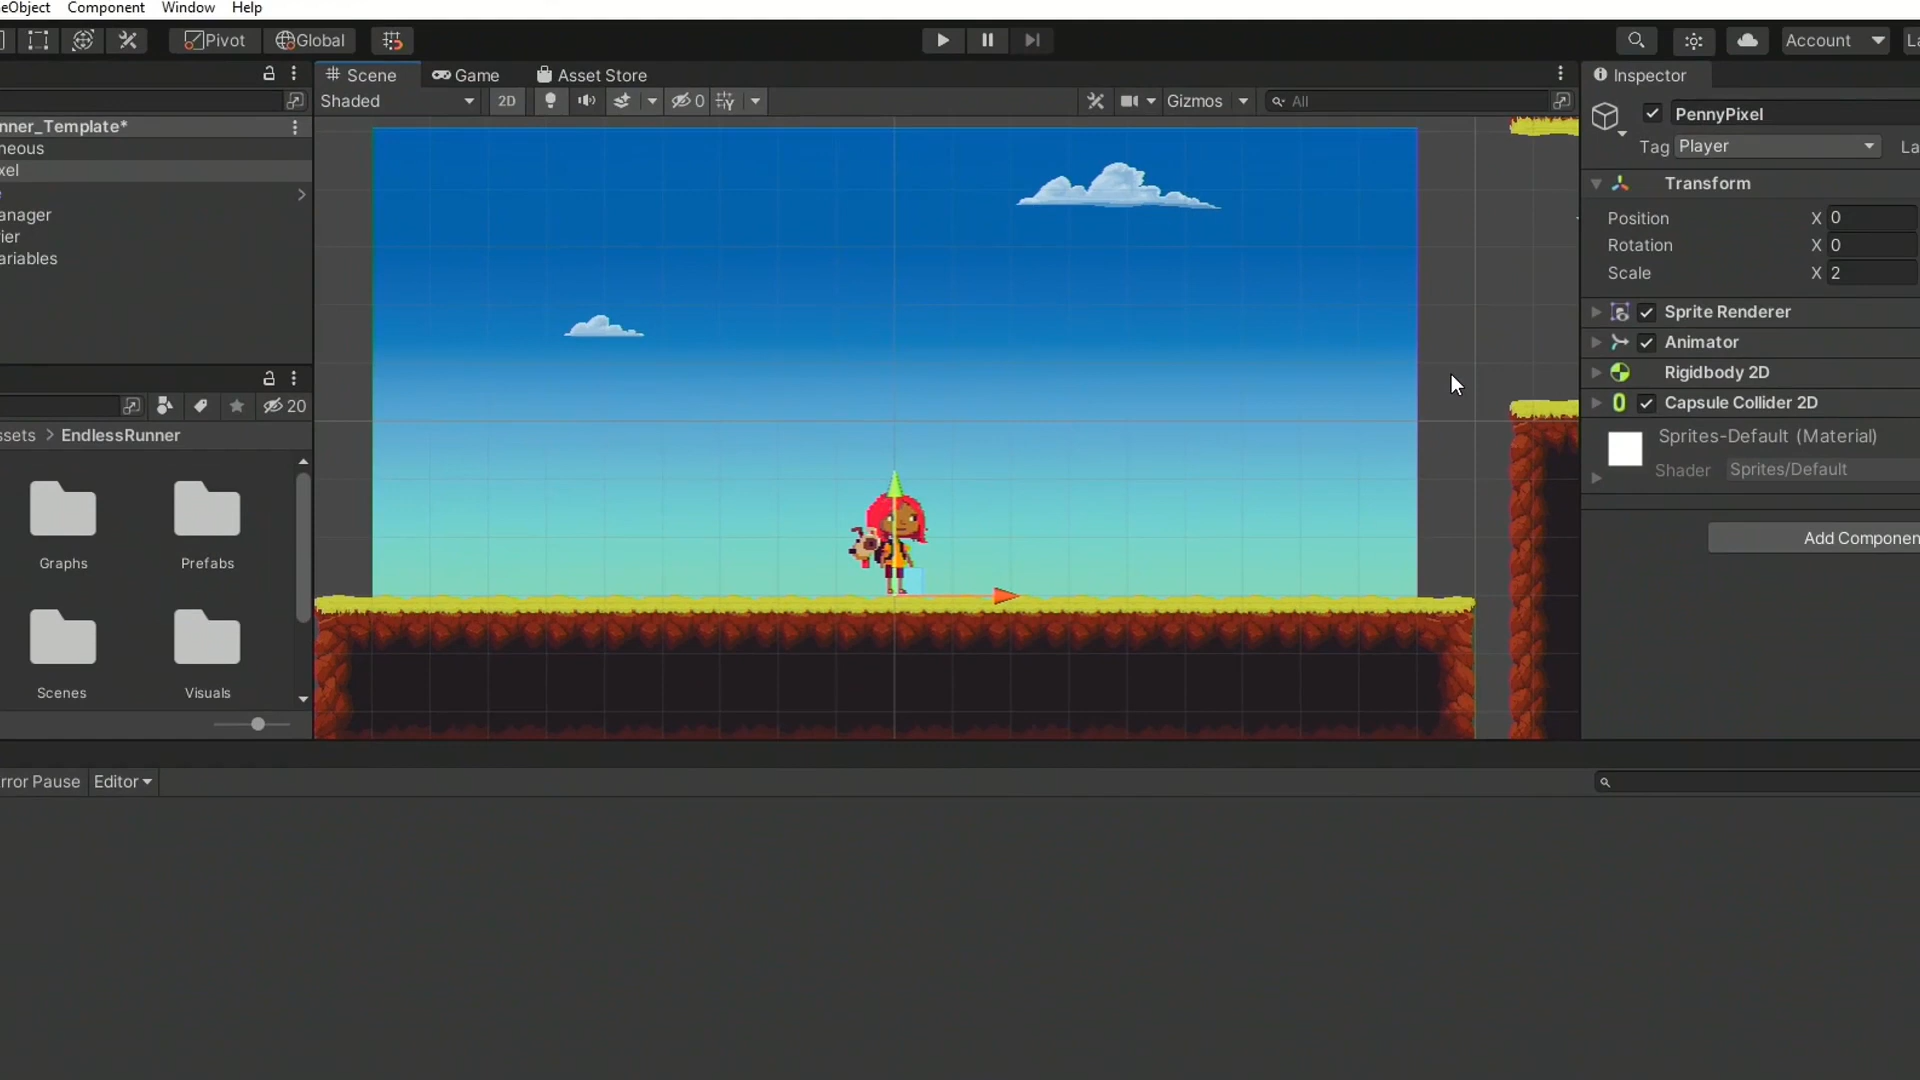 eObject Component Window Help
Pivot Global Account La
Scene Game Asset Store Inspector
Shaded 2D 0 Gizmos All
PennyPixel
Tag Player La
nner_Template*
neous
xel
anager
ier
ariables
Transform
Position X 0
Rotation X 0
Scale X 2
Sprite Renderer
Animator
Rigidbody 2D
Capsule Collider 2D
Sprites-Default (Material)
Shader Sprites/Default
Add Componen
20
ssets > EndlessRunner
Graphs Prefabs
Scenes Visuals
rror Pause Editor